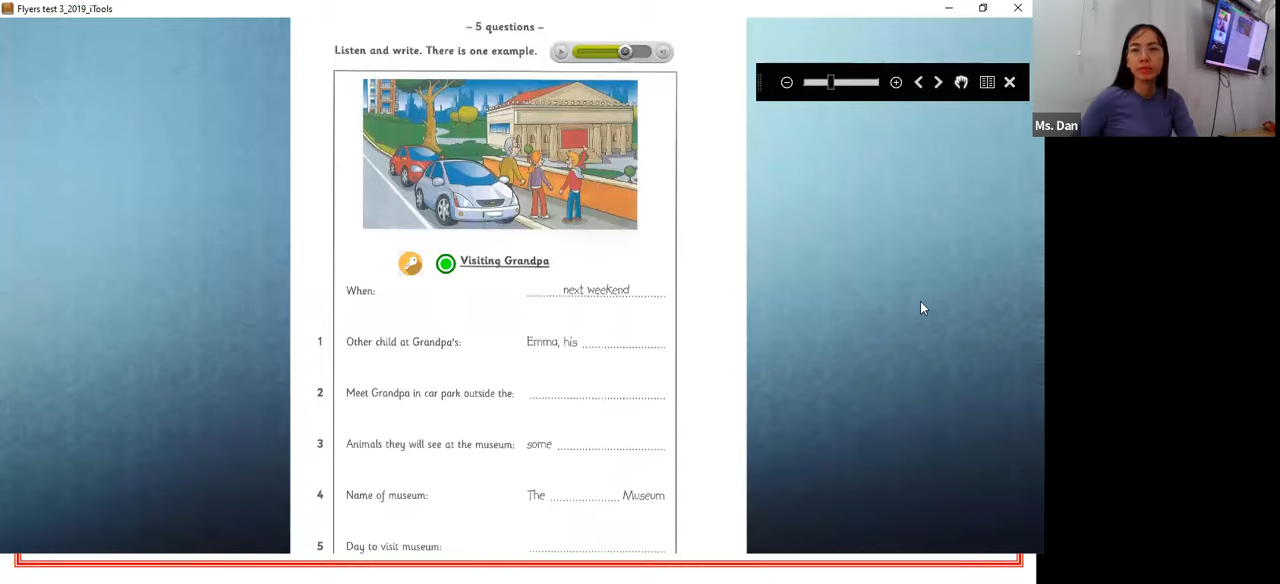 Flyers test 3_2019_iTools
– 5 questions –
Listen and write. There is one example.
Ms. Dan
Visiting Grandpa
When: next weekend
1 Other child at Grandpa's: Emma, his
2 Meet Grandpa in car park outside the:
3 Animals they will see at the museum: some
4 Name of museum: The Museum
5 Day to visit museum: